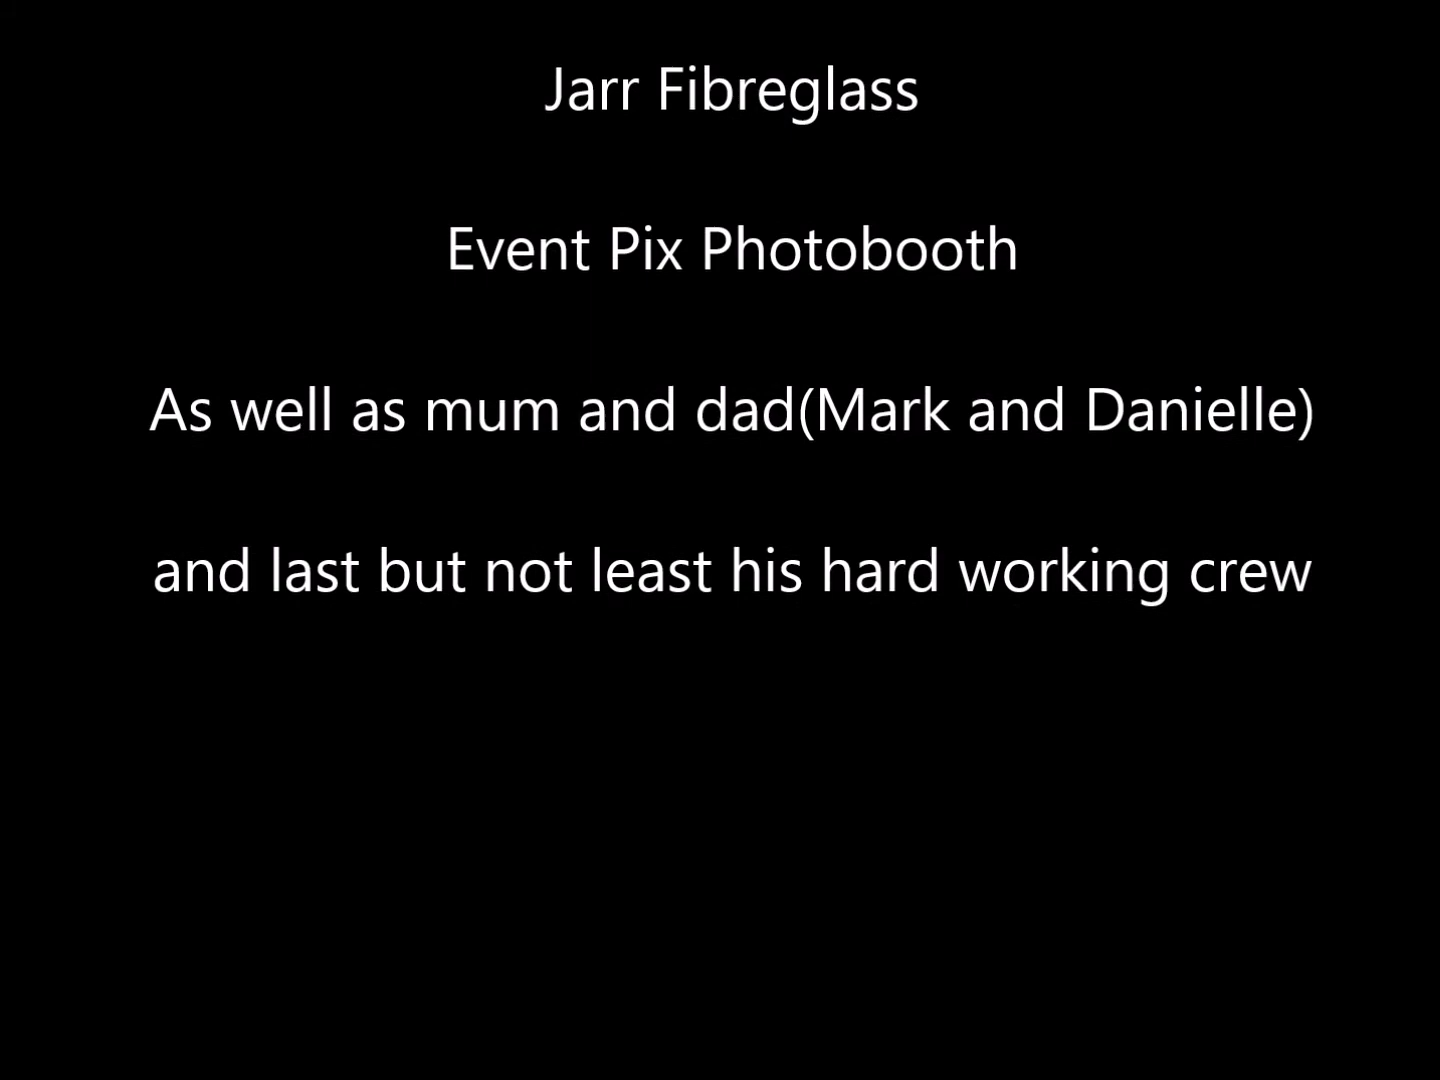 Jarr Fibreglass
Event Pix Photobooth
As well as mum and dad(Mark and Danielle)
and last but not least his hard working crew